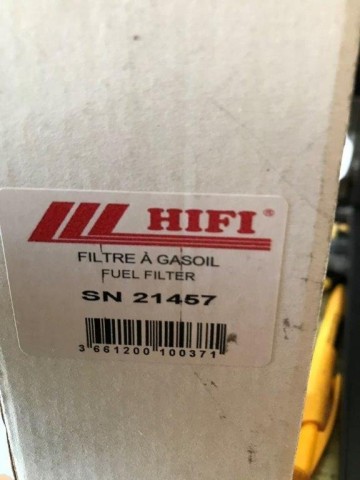 HIFI®
FILTRE À GASOIL
FUEL FILTER
SN 21457
3 661200 100371